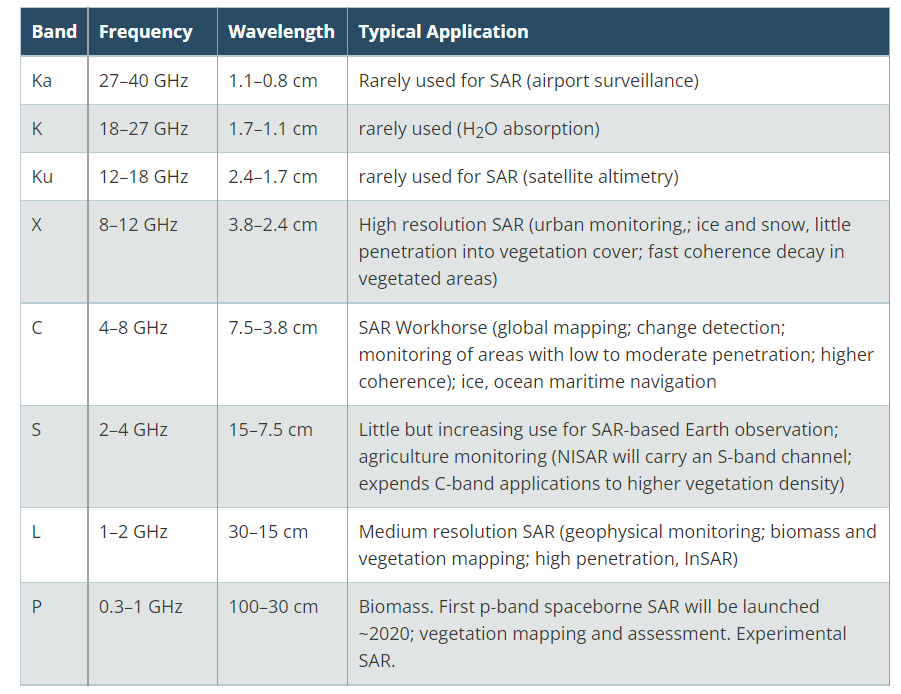 Band Frequency Wavelength Typical Application
Ka 27–40 GHz 1.1–0.8 cm Rarely used for SAR (airport surveillance)
K 18–27 GHz 1.7–1.1 cm rarely used (H₂O absorption)
Ku 12–18 GHz 2.4–1.7 cm rarely used for SAR (satellite altimetry)
X 8–12 GHz 3.8–2.4 cm High resolution SAR (urban monitoring,; ice and snow, little
penetration into vegetation cover; fast coherence decay in
vegetated areas)
C 4–8 GHz 7.5–3.8 cm SAR Workhorse (global mapping; change detection;
monitoring of areas with low to moderate penetration; higher
coherence); ice, ocean maritime navigation
S 2–4 GHz 15–7.5 cm Little but increasing use for SAR-based Earth observation;
agriculture monitoring (NISAR will carry an S-band channel;
expends C-band applications to higher vegetation density)
L 1–2 GHz 30–15 cm Medium resolution SAR (geophysical monitoring; biomass and
vegetation mapping; high penetration, InSAR)
P 0.3–1 GHz 100–30 cm Biomass. First p-band spaceborne SAR will be launched
~2020; vegetation mapping and assessment. Experimental
SAR.